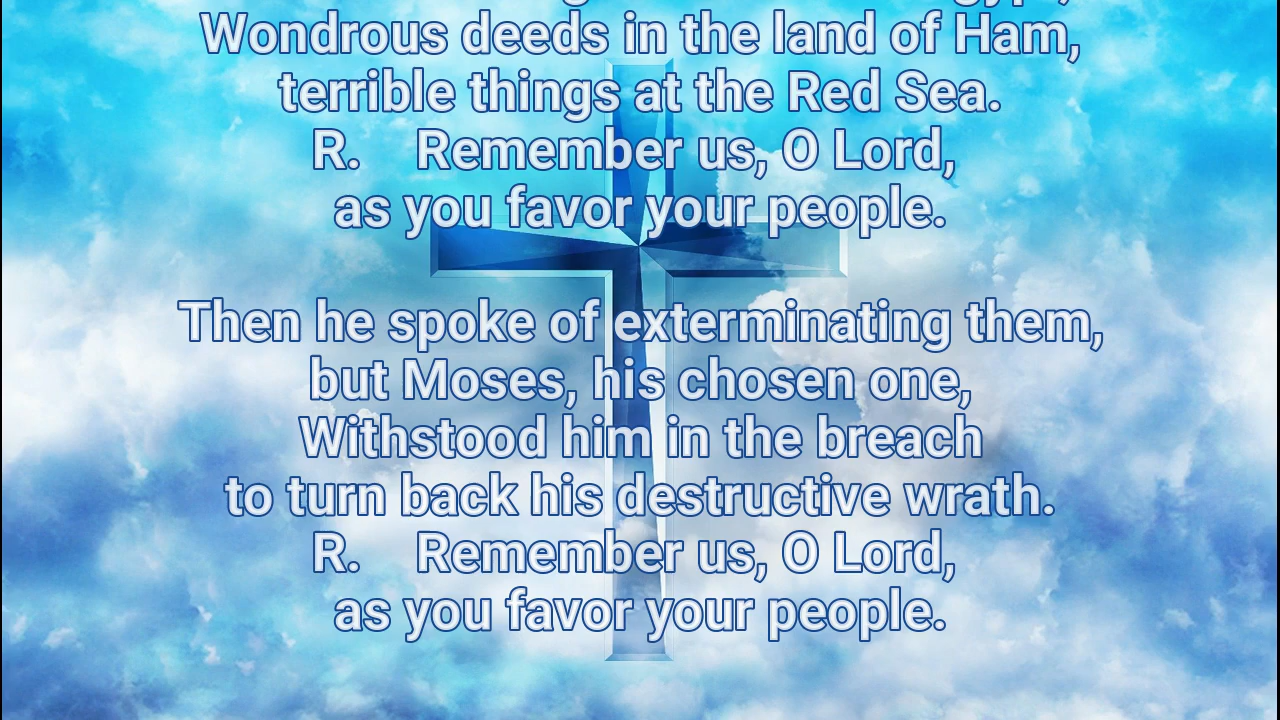 Wondrous deeds in the land of Ham,
terrible things at the Red Sea.
R. Remember us, O Lord,
as you favor your people.
Then he spoke of exterminating them,
but Moses, his chosen one,
Withstood him in the breach
to turn back his destructive wrath.
R. Remember us, O Lord,
as you favor your people.